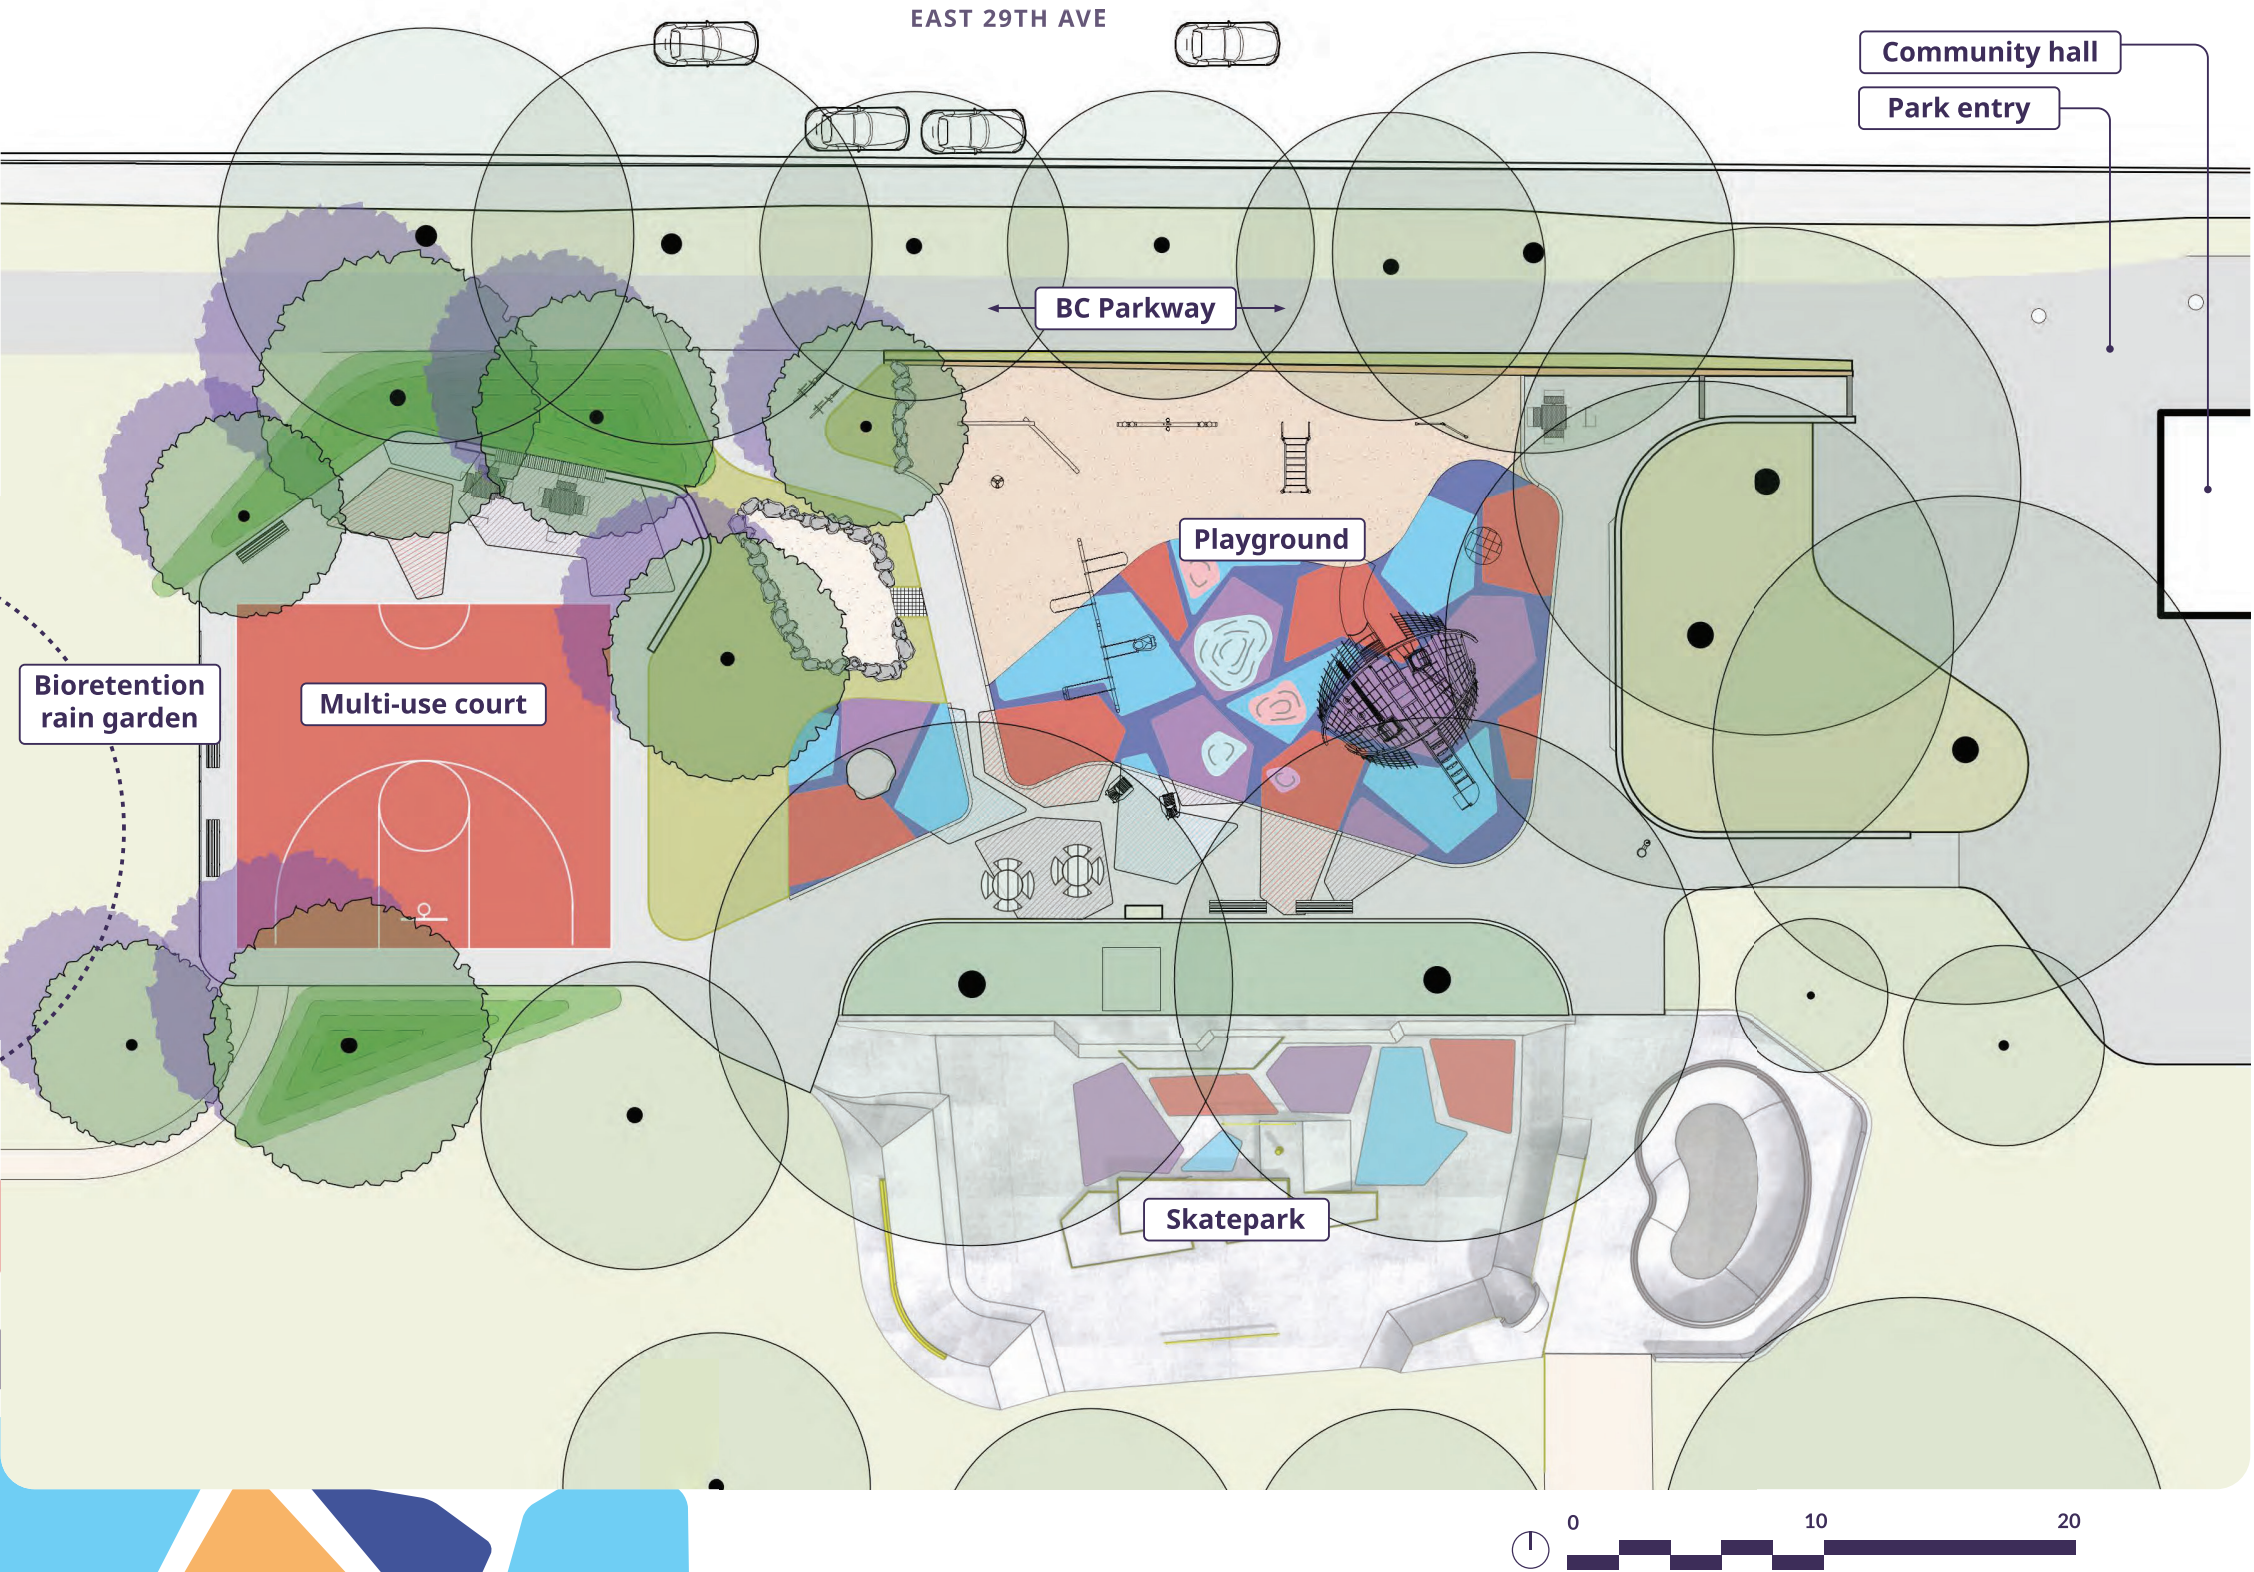 EAST 29TH AVE
Community hall
Park entry
BC Parkway
Playground
Bioretention
rain garden
Multi-use court
Skatepark
0 10 20